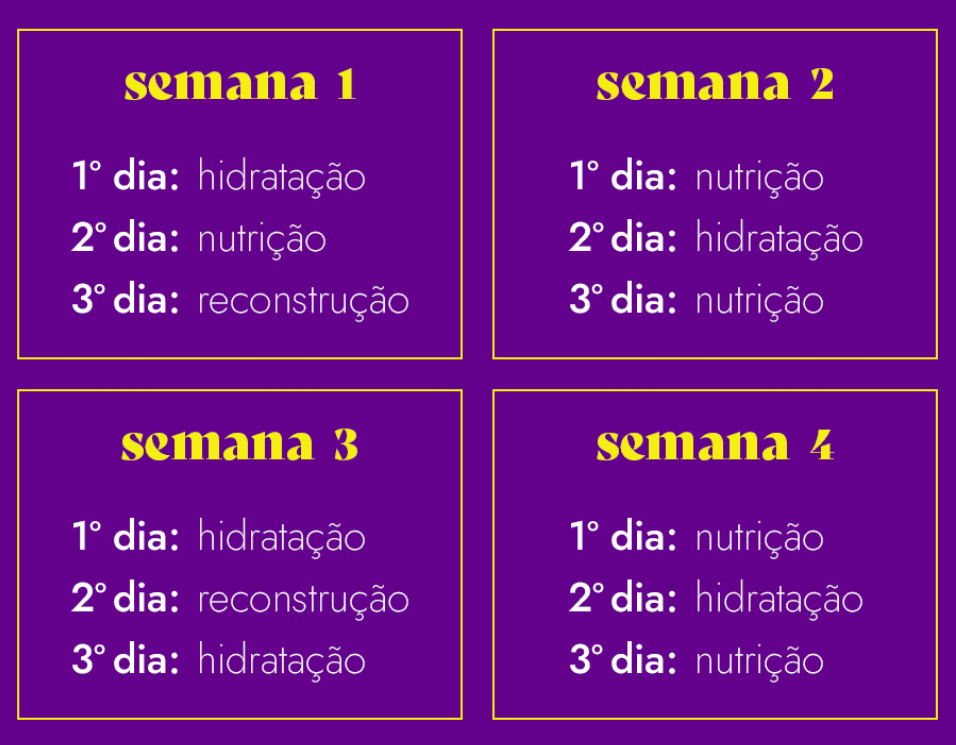 semana 1
1° dia: hidratação
2° dia: nutrição
3° dia: reconstrução
semana 2
1° dia: nutrição
2° dia: hidratação
3° dia: nutrição
semana 3
1° dia: hidratação
2° dia: reconstrução
3° dia: hidratação
semana 4
1° dia: nutrição
2° dia: hidratação
3° dia: nutrição